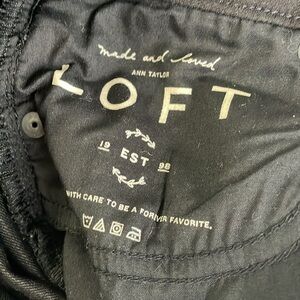 made and loved
ANN TAYLOR
LOFT
19 EST 98
WITH CARE TO BE A FOREVER FAVORITE.